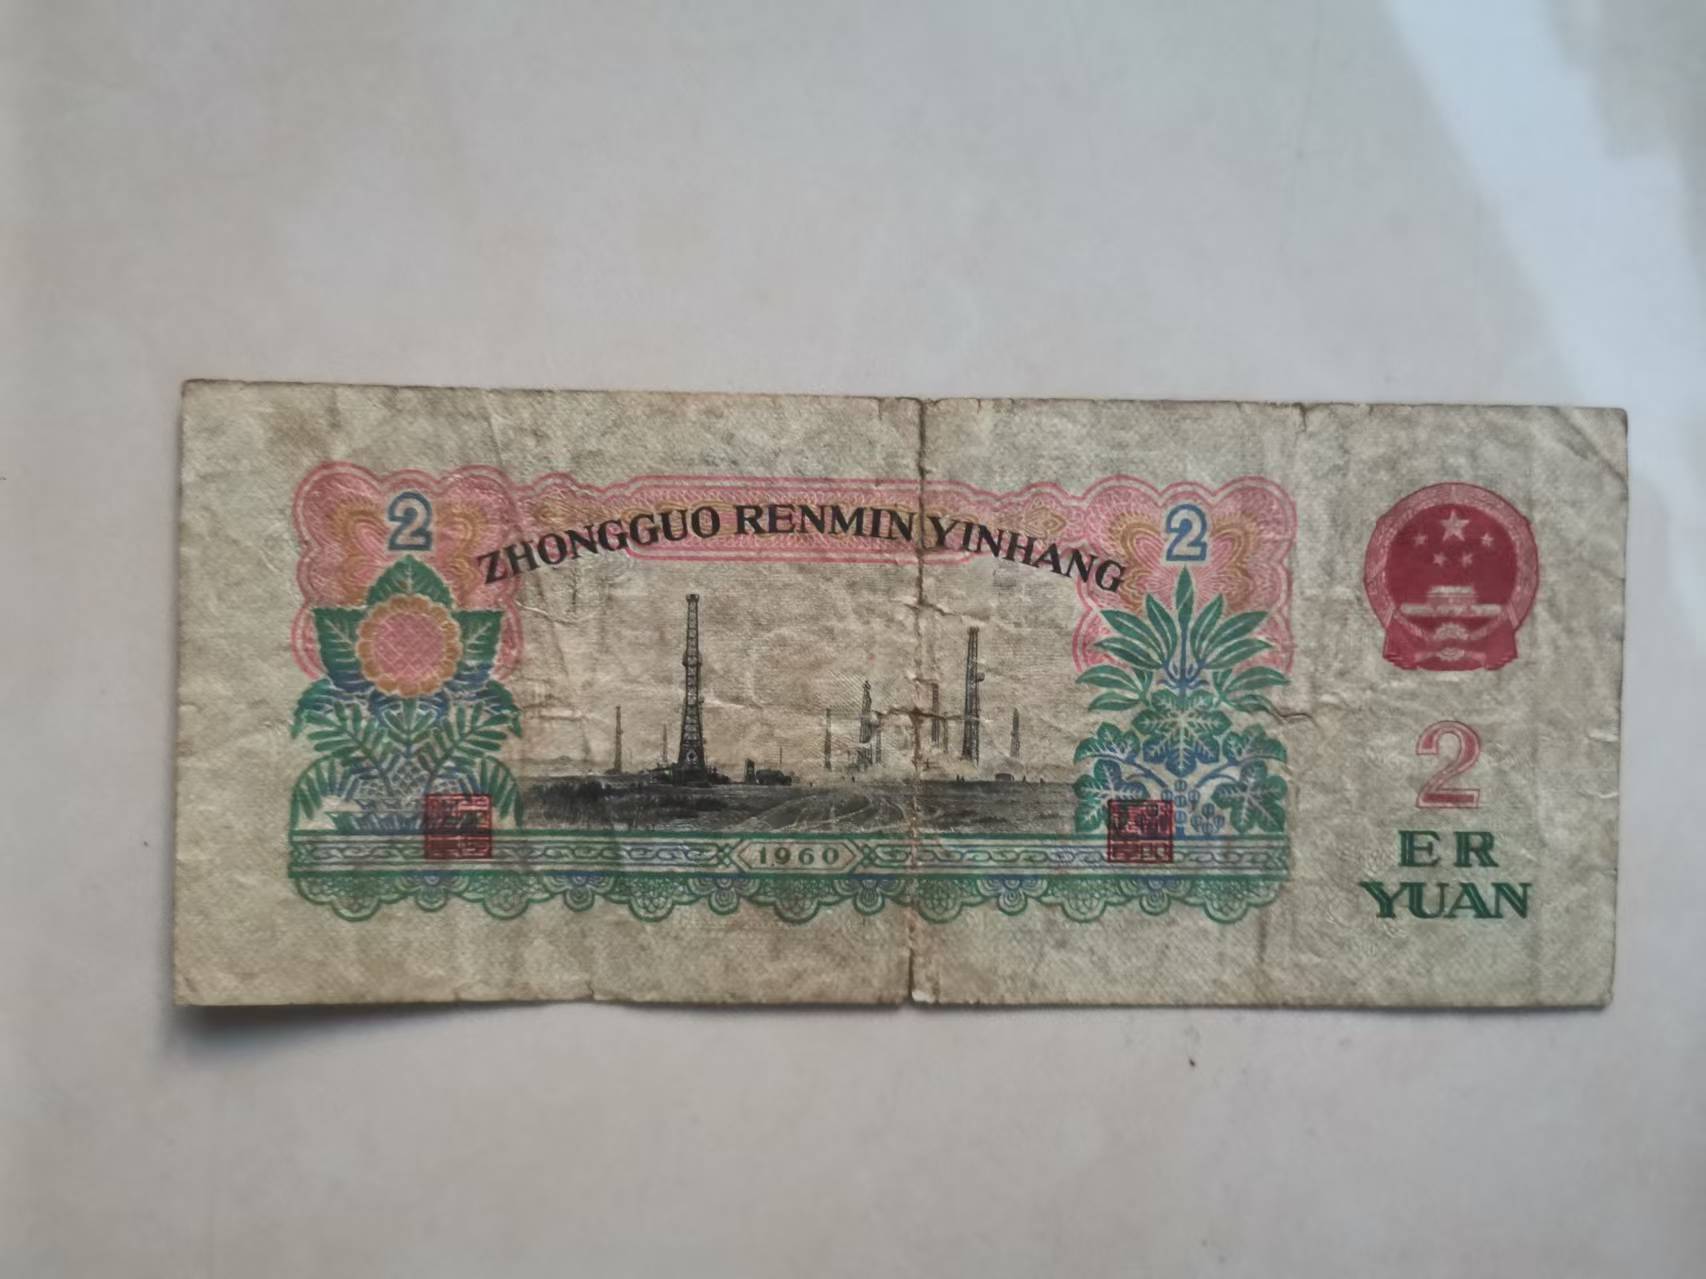 2 2
ZHONGGUO RENMIN YINHANG
1960
2
ER
YUAN